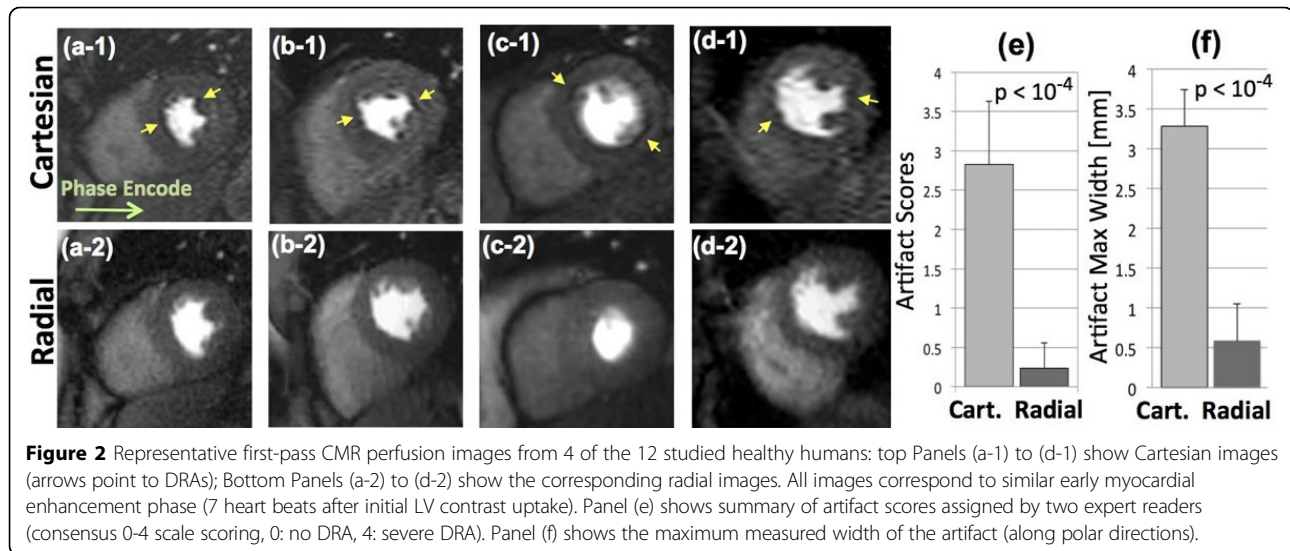 (a-1) (b-1) (c-1) (d-1)
Cartesian
Phase Encode
(a-2) (b-2) (c-2) (d-2)
Radial
(e)
p < 10⁻⁴
Artifact Scores
4
3.5
3
2.5
2
1.5
1
0.5
0
Cart. Radial
(f)
p < 10⁻⁴
Artifact Max Width [mm]
4
3.5
3
2.5
2
1.5
1
0.5
0
Cart. Radial
Figure 2 Representative first-pass CMR perfusion images from 4 of the 12 studied healthy humans: top Panels (a-1) to (d-1) show Cartesian images
(arrows point to DRAs); Bottom Panels (a-2) to (d-2) show the corresponding radial images. All images correspond to similar early myocardial
enhancement phase (7 heart beats after initial LV contrast uptake). Panel (e) shows summary of artifact scores assigned by two expert readers
(consensus 0-4 scale scoring, 0: no DRA, 4: severe DRA). Panel (f) shows the maximum measured width of the artifact (along polar directions).